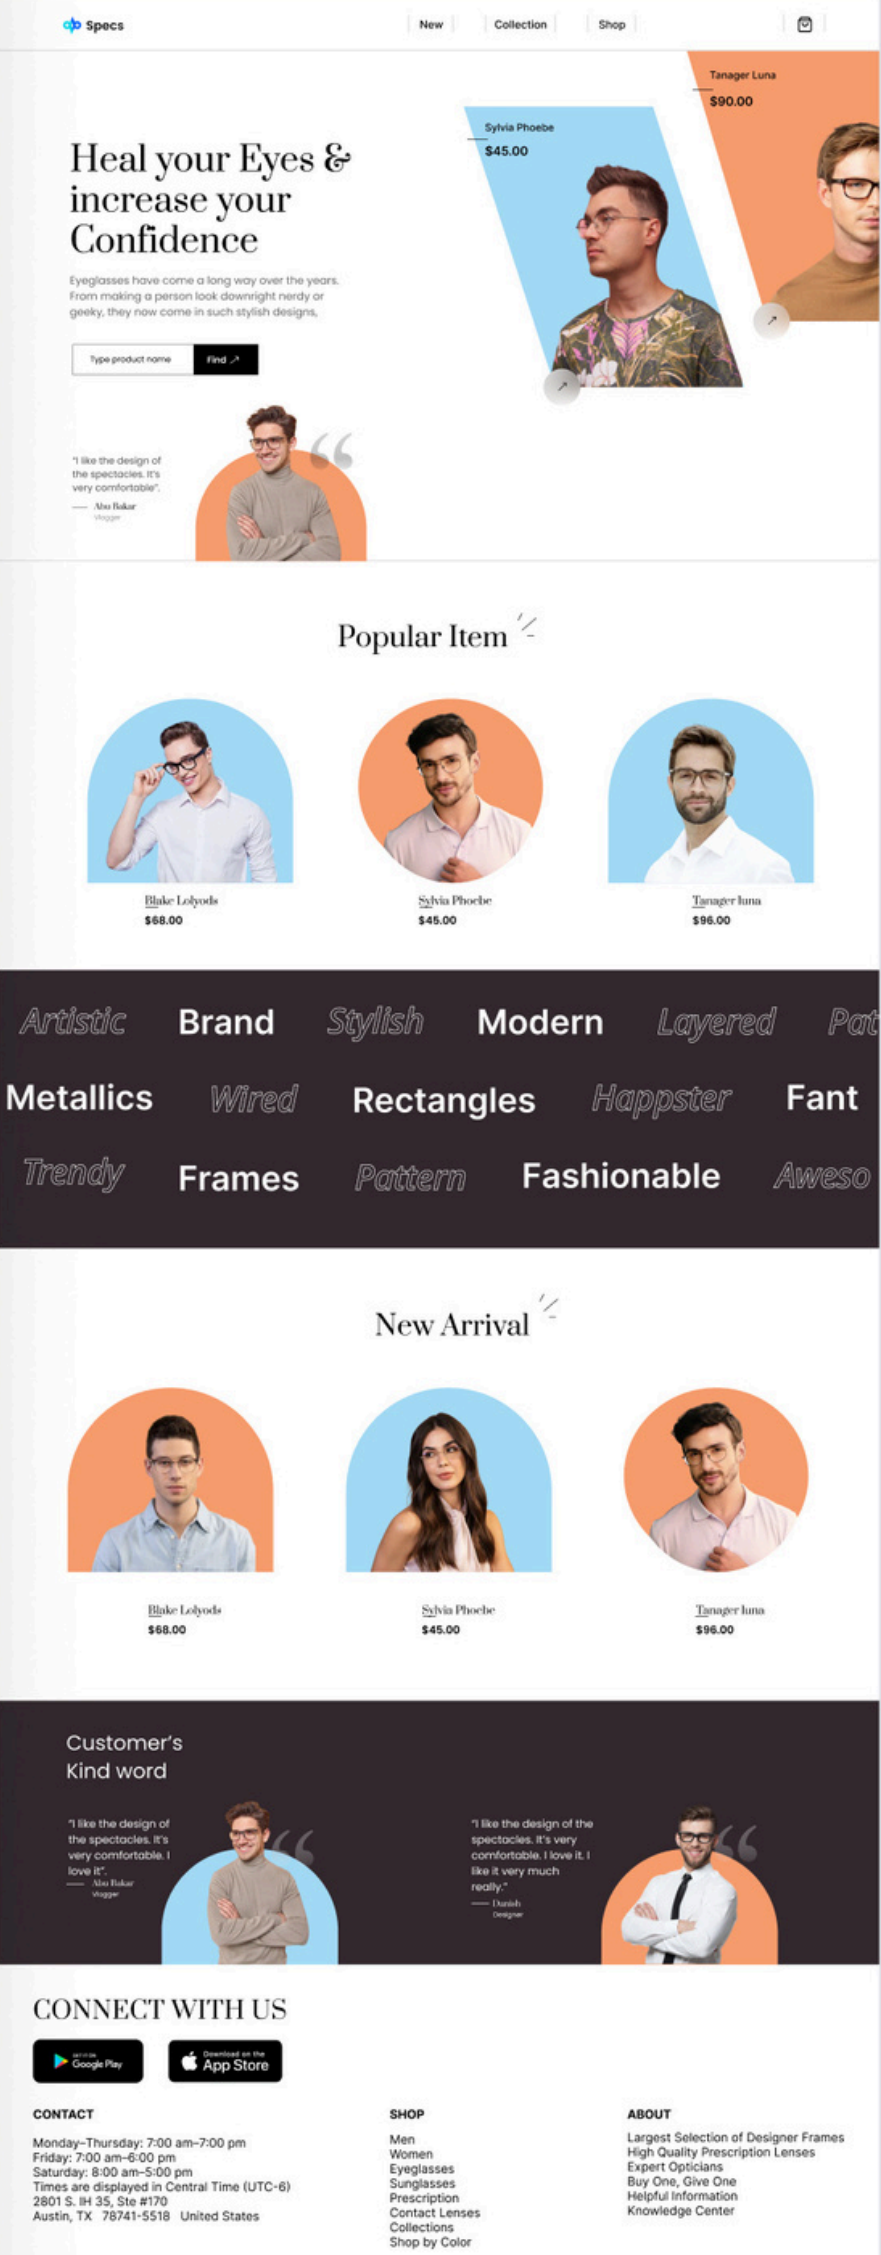 Specs
New
Collection
Shop
Tanager Luna
$90.00
Sylvia Phoebe
$45.00
Heal your Eyes &
increase your
Confidence
Eyeglasses have come a long way over the years.
From making a person look downright nerdy or
geeky, they now come in such stylish designs,
Type product name
Find ↗
"I like the design of
the spectacles. It's
very comfortable".
Abu Bakar
Vlogger
Popular Item
Blake Lolyods
$68.00
Sylvia Phoebe
$45.00
Tanager luna
$96.00
Artistic Brand Stylish Modern Layered Pat
Metallics Wired Rectangles Happster Fant
Trendy Frames Pattern Fashionable Aweso
New Arrival
Blake Lolyods
$68.00
Sylvia Phoebe
$45.00
Tanager luna
$96.00
Customer's
Kind word
"I like the design of
the spectacles. It's
very comfortable. I
love it".
Abu Bakar
Vlogger
"I like the design of the
spectacles. It's very
comfortable. I love it. I
like it very much
really."
Danish
Designer
CONNECT WITH US
GET IT ON
Google Play
Download on the
App Store
CONTACT
Monday–Thursday: 7:00 am–7:00 pm
Friday: 7:00 am–6:00 pm
Saturday: 8:00 am–5:00 pm
Times are displayed in Central Time (UTC-6)
2801 S. IH 35, Ste #170
Austin, TX 78741-5518 United States
SHOP
Men
Women
Eyeglasses
Sunglasses
Prescription
Contact Lenses
Collections
Shop by Color
ABOUT
Largest Selection of Designer Frames
High Quality Prescription Lenses
Expert Opticians
Buy One, Give One
Helpful Information
Knowledge Center